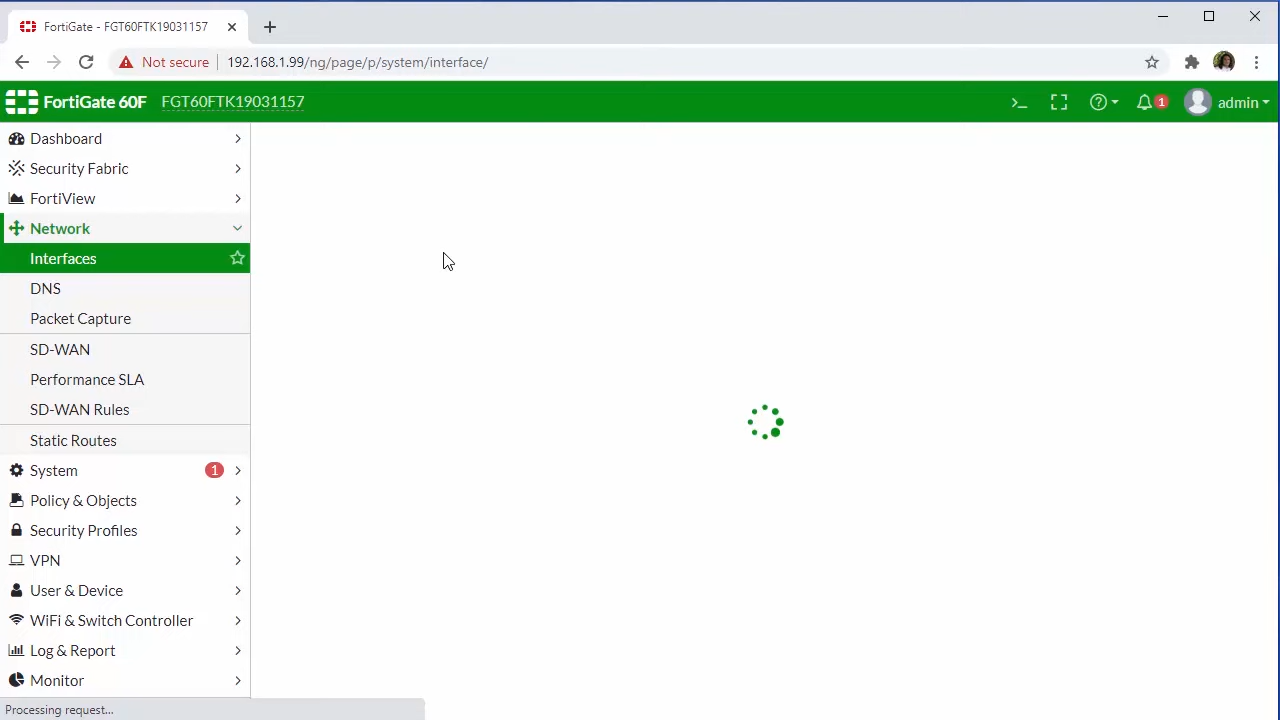 FortiGate - FGT60FTK19031157
Not secure 192.168.1.99/ng/page/p/system/interface/
FortiGate 60F FGT60FTK19031157 >_ 1 admin
Dashboard
Security Fabric
FortiView
Network
Interfaces
DNS
Packet Capture
SD-WAN
Performance SLA
SD-WAN Rules
Static Routes
System 1
Policy & Objects
Security Profiles
VPN
User & Device
WiFi & Switch Controller
Log & Report
Monitor
Processing request...